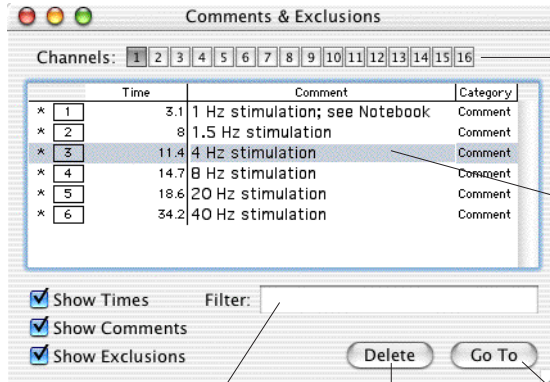 Comments & Exclusions
Channels: 1 2 3 4 5 6 7 8 9 10 11 12 13 14 15 16
Time Comment Category
* 1 3.1 1 Hz stimulation; see Notebook Comment
* 2 8 1.5 Hz stimulation Comment
* 3 11.4 4 Hz stimulation Comment
* 4 14.7 8 Hz stimulation Comment
* 5 18.6 20 Hz stimulation Comment
* 6 34.2 40 Hz stimulation Comment
Show Times Filter:
Show Comments
Show Exclusions Delete Go To